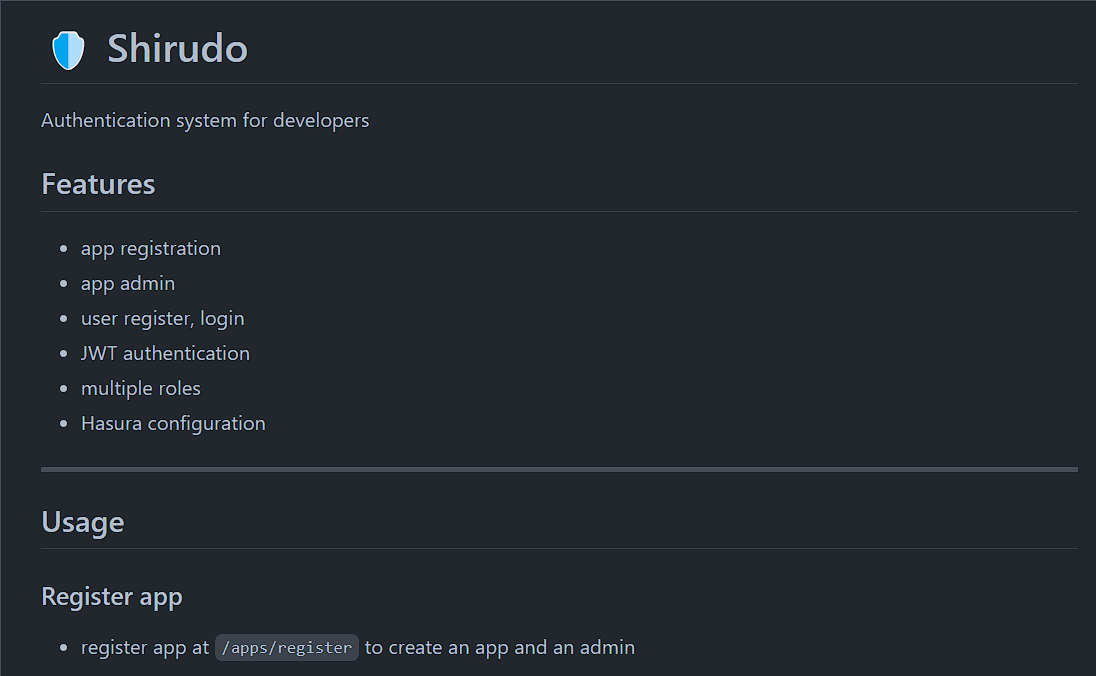 Shirudo
Authentication system for developers
Features
app registration
app admin
user register, login
JWT authentication
multiple roles
Hasura configuration
Usage
Register app
register app at /apps/register to create an app and an admin